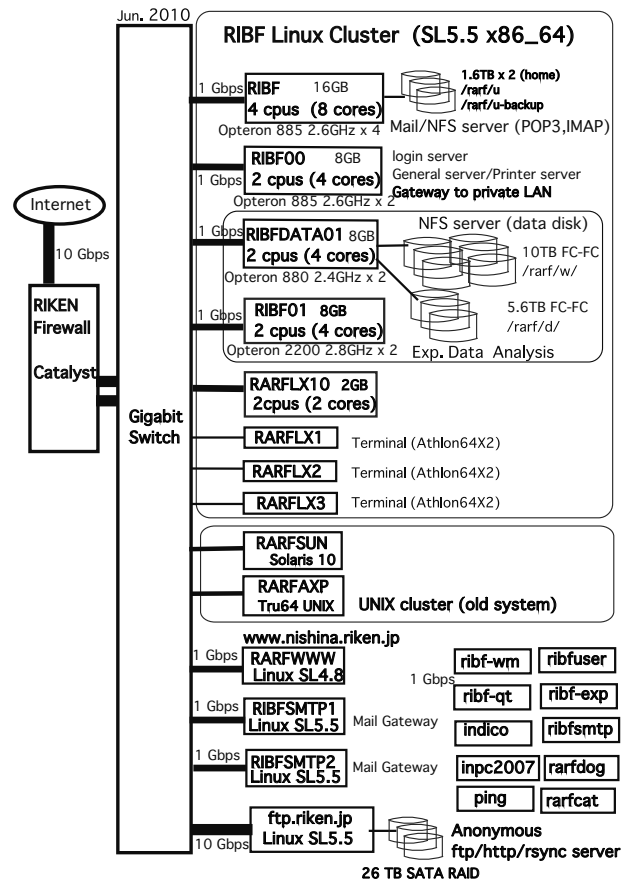 Jun. 2010
RIBF Linux Cluster (SL5.5 x86_64)
1 Gbps
RIBF 16GB
4 cpus (8 cores)
Opteron 885 2.6GHz x 4
1.6TB x 2 (home)
/rarf/u
/rarf/u-backup
Mail/NFS server (POP3,IMAP)
1 Gbps
RIBF00 8GB
2 cpus (4 cores)
Opteron 885 2.6GHz x 2
login server
General server/Printer server
Gateway to private LAN
Internet
10 Gbps
RIKEN
Firewall
Catalyst
Gigabit
Switch
1 Gbps
RIBFDATA01 8GB
2 cpus (4 cores)
Opteron 880 2.4GHz x 2
NFS server (data disk)
10TB FC-FC
/rarf/w/
1 Gbps
RIBF01 8GB
2 cpus (4 cores)
Opteron 2200 2.8GHz x 2
5.6TB FC-FC
/rarf/d/
Exp. Data Analysis
RARFLX10 2GB
2cpus (2 cores)
RARFLX1
Terminal (Athlon64X2)
RARFLX2
Terminal (Athlon64X2)
RARFLX3
Terminal (Athlon64X2)
RARFSUN
Solaris 10
RARFAXP
Tru64 UNIX
UNIX cluster (old system)
www.nishina.riken.jp
1 Gbps
RARFWWW
Linux SL4.8
1 Gbps
RIBFSMTP1
Linux SL5.5
Mail Gateway
1 Gbps
RIBFSMTP2
Linux SL5.5
Mail Gateway
1 Gbps
ribf-wm
ribfuser
ribf-qt
ribf-exp
indico
ribfsmtp
inpc2007
rarfdog
ping
rarfcat
10 Gbps
ftp.riken.jp
Linux SL5.5
Anonymous
ftp/http/rsync server
26 TB SATA RAID